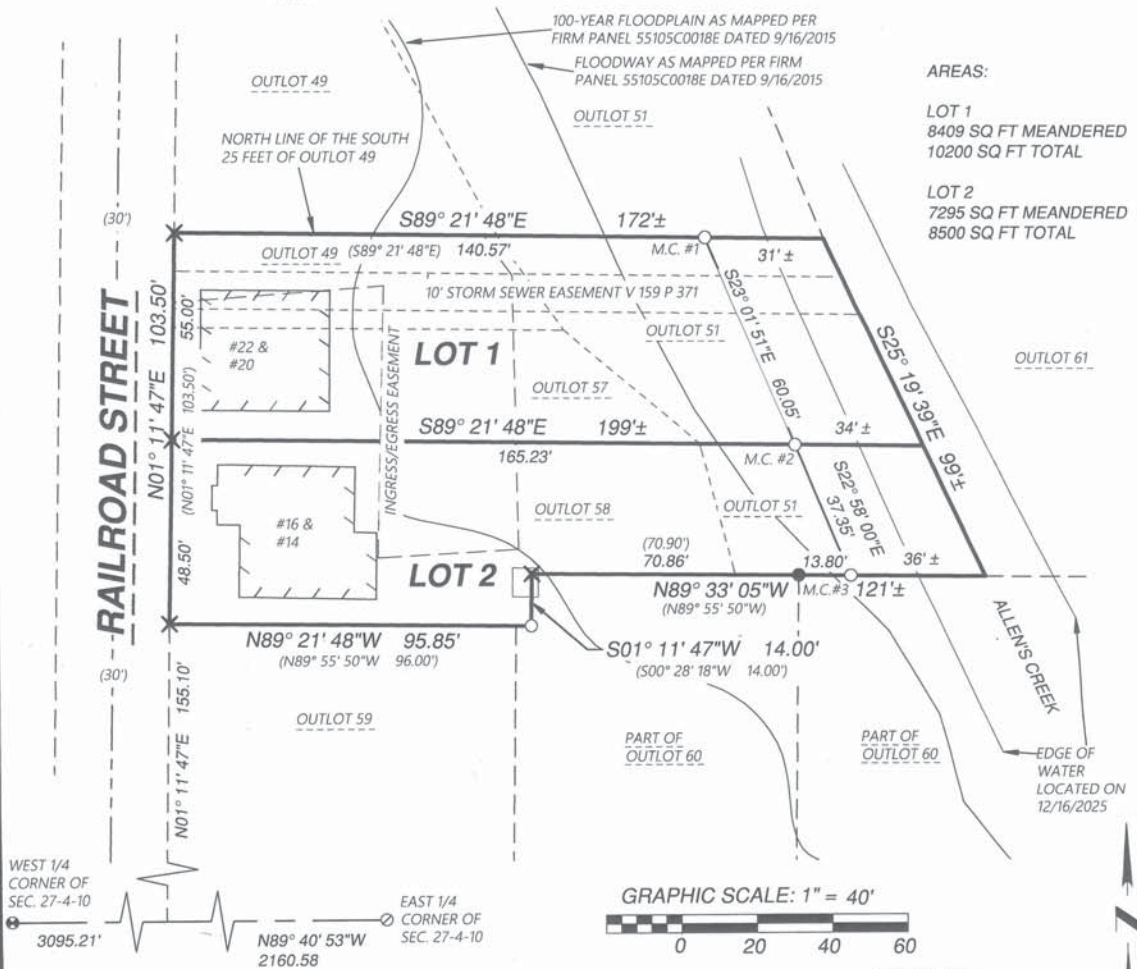 100-YEAR FLOODPLAIN AS MAPPED PER
FIRM PANEL 55105C0018E DATED 9/16/2015
FLOODWAY AS MAPPED PER FIRM
PANEL 55105C0018E DATED 9/16/2015
AREAS:
LOT 1
8409 SQ FT MEANDERED
10200 SQ FT TOTAL
LOT 2
7295 SQ FT MEANDERED
8500 SQ FT TOTAL
OUTLOT 49
OUTLOT 51
NORTH LINE OF THE SOUTH
25 FEET OF OUTLOT 49
(30')
S89° 21' 48"E 172'±
OUTLOT 49 (S89° 21' 48"E) 140.57'
M.C. #1
31' ±
10' STORM SEWER EASEMENT V 159 P 371
RAILROAD STREET
N01° 11' 47"E 103.50'
55.00'
(N01° 11' 47"E 103.50')
48.50'
#22 &
#20
INGRESS/EGRESS EASEMENT
LOT 1
OUTLOT 51
OUTLOT 57
S23° 01' 51"E 60.05'
S25° 19' 39"E 99'±
OUTLOT 61
S89° 21' 48"E 199'±
165.23'
M.C. #2
34' ±
#16 &
#14
OUTLOT 58
OUTLOT 51
S22° 58' 00"E
37.35'
LOT 2
(70.90')
70.86'
13.80'
36' ±
N89° 33' 05"W
(N89° 55' 50"W)
M.C.#3
121'±
N89° 21' 48"W 95.85'
(N89° 55' 50"W 96.00')
S01° 11' 47"W 14.00'
(S00° 28' 18"W 14.00')
ALLEN'S CREEK
(30')
N01° 11' 47"E 155.10'
OUTLOT 59
PART OF
OUTLOT 60
PART OF
OUTLOT 60
EDGE OF
WATER
LOCATED ON
12/16/2025
WEST 1/4
CORNER OF
SEC. 27-4-10
3095.21'
N89° 40' 53"W
2160.58
EAST 1/4
CORNER OF
SEC. 27-4-10
GRAPHIC SCALE: 1" = 40'
0 20 40 60